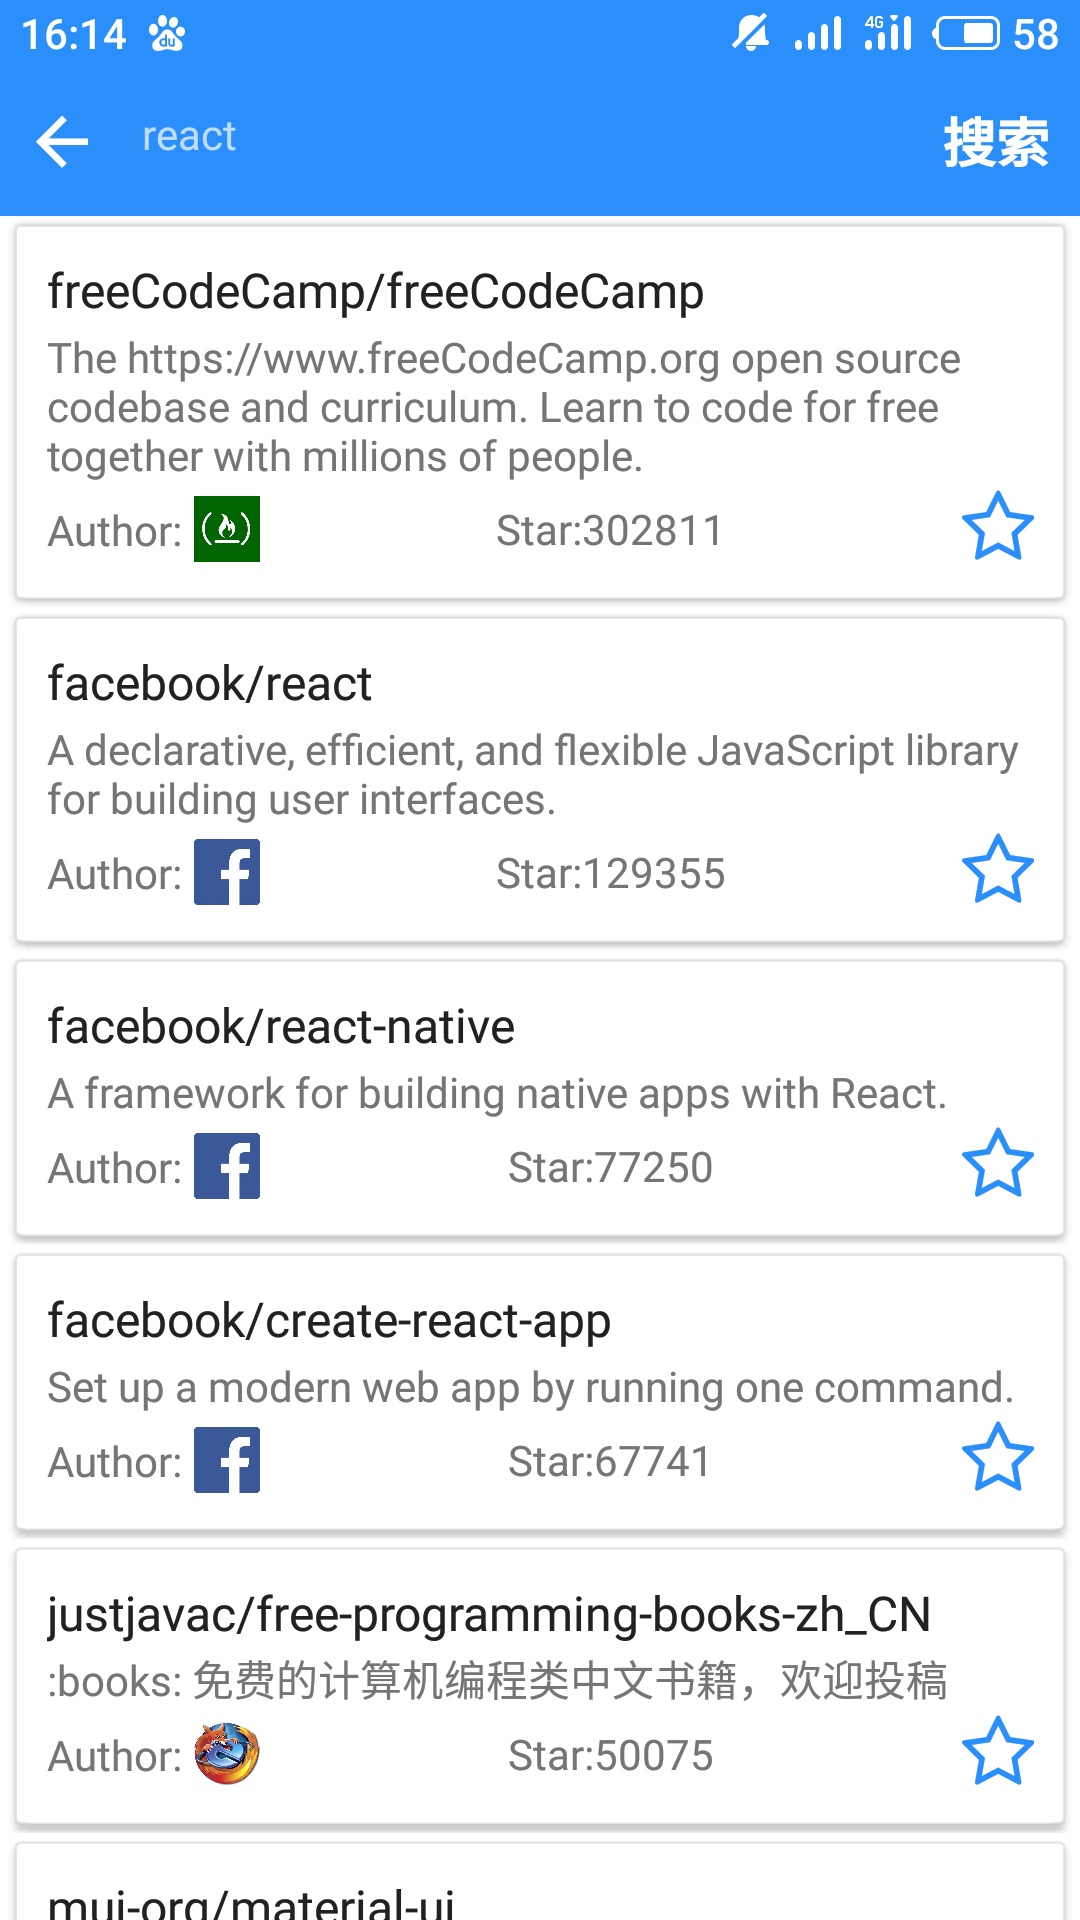 16:14
4G 58
react
搜索
freeCodeCamp/freeCodeCamp
The https://www.freeCodeCamp.org open source
codebase and curriculum. Learn to code for free
together with millions of people.
Author: Star:302811
facebook/react
A declarative, efficient, and flexible JavaScript library
for building user interfaces.
Author: Star:129355
facebook/react-native
A framework for building native apps with React.
Author: Star:77250
facebook/create-react-app
Set up a modern web app by running one command.
Author: Star:67741
justjavac/free-programming-books-zh_CN
:books: 免费的计算机编程类中文书籍，欢迎投稿
Author: Star:50075
mui-org/material-ui